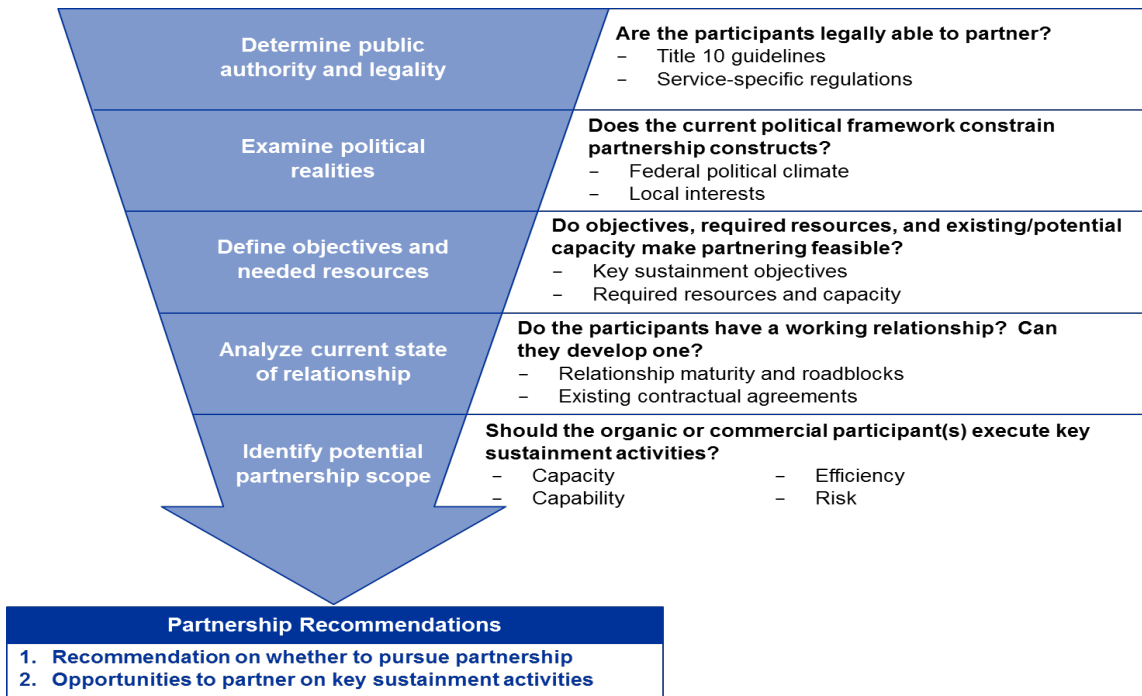 Determine public
authority and legality
Are the participants legally able to partner?
– Title 10 guidelines
– Service-specific regulations
Examine political
realities
Does the current political framework constrain
partnership constructs?
– Federal political climate
– Local interests
Define objectives and
needed resources
Do objectives, required resources, and existing/potential
capacity make partnering feasible?
– Key sustainment objectives
– Required resources and capacity
Analyze current state
of relationship
Do the participants have a working relationship? Can
they develop one?
– Relationship maturity and roadblocks
– Existing contractual agreements
Identify potential
partnership scope
Should the organic or commercial participant(s) execute key
sustainment activities?
– Capacity
– Capability
– Efficiency
– Risk
Partnership Recommendations
1. Recommendation on whether to pursue partnership
2. Opportunities to partner on key sustainment activities